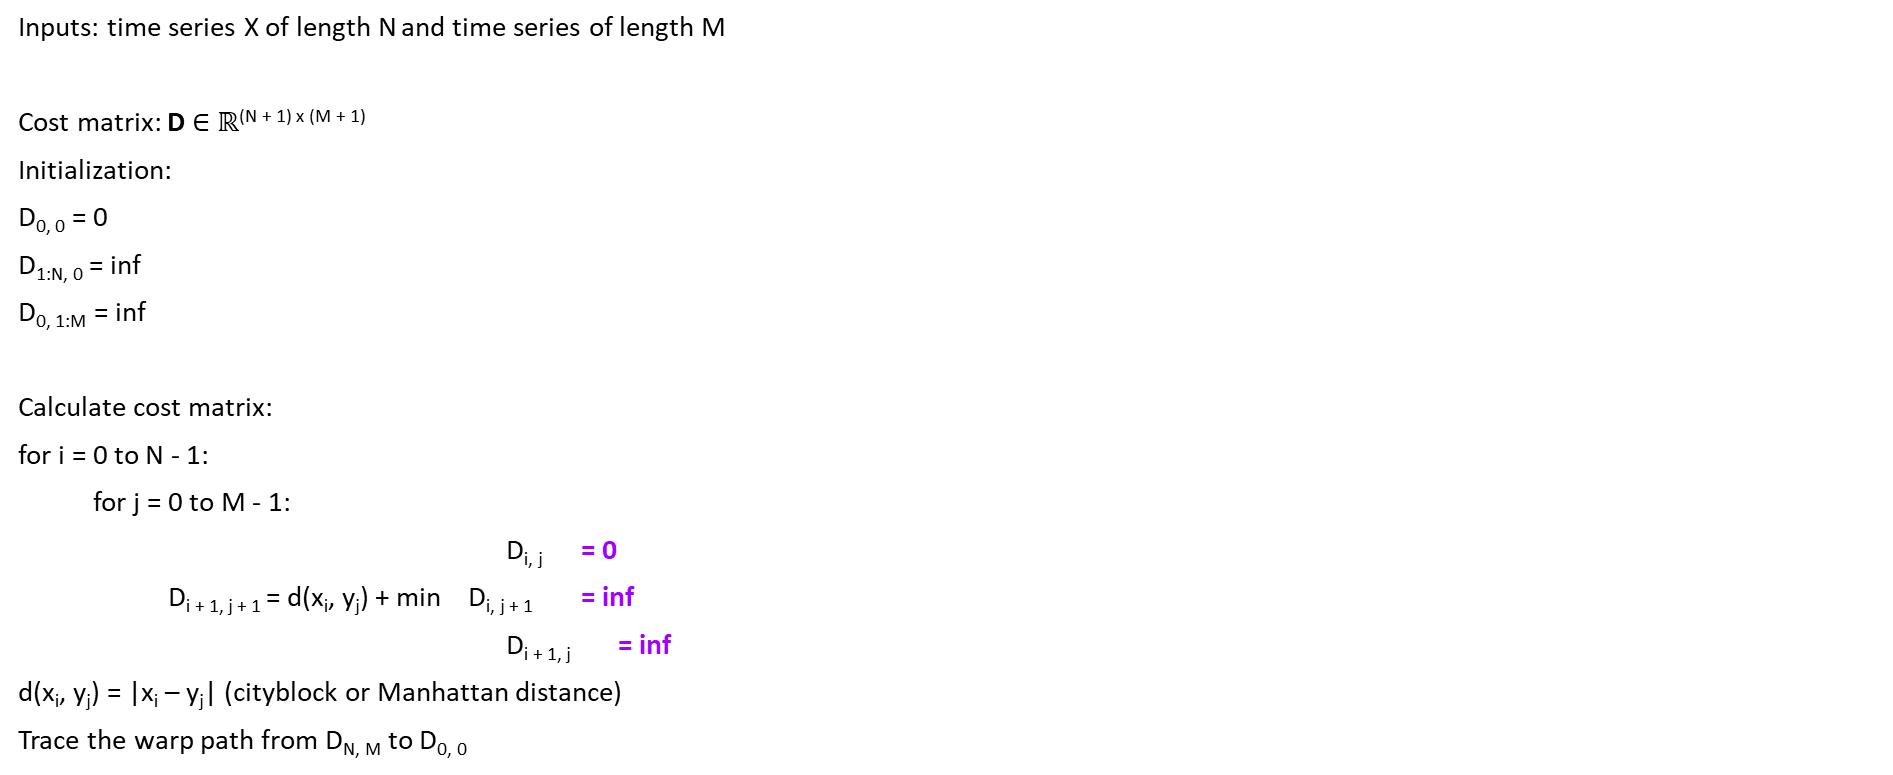 Inputs: time series X of length N and time series of length M
Cost matrix: D ∈ ℝ(N + 1) x (M + 1)
Initialization:
D0, 0 = 0
D1:N, 0 = inf
D0, 1:M = inf
Calculate cost matrix:
for i = 0 to N - 1:
for j = 0 to M - 1:
Di, j = 0
Di + 1, j + 1 = d(xi, yj) + min Di, j + 1 = inf
Di + 1, j = inf
d(xi, yj) = |xi – yj| (cityblock or Manhattan distance)
Trace the warp path from DN, M to D0, 0